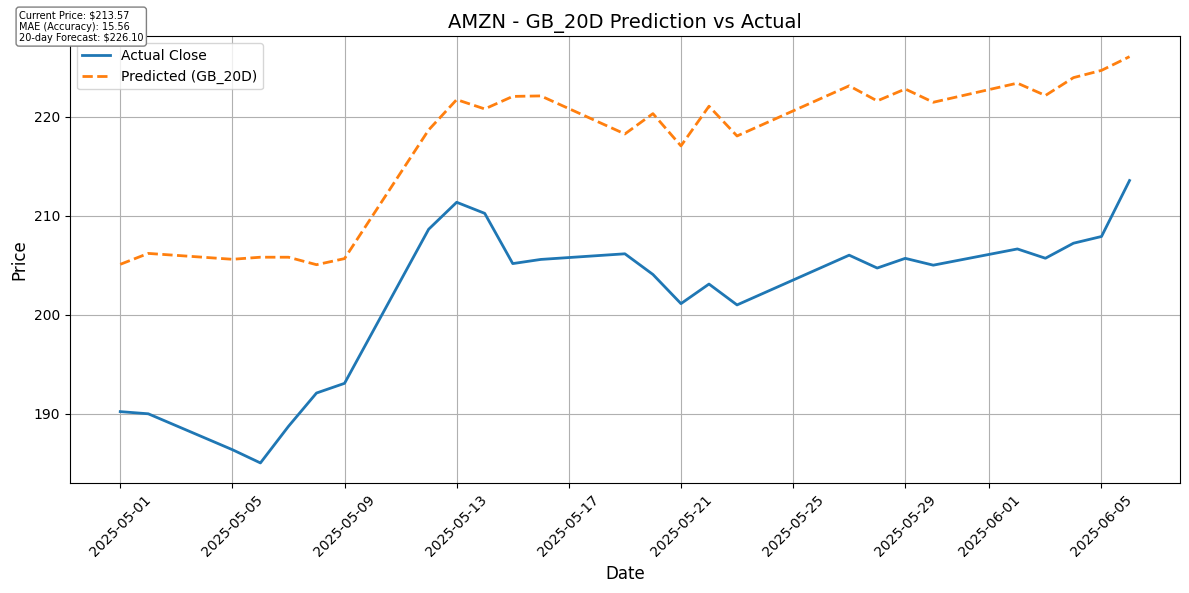 Current Price: $213.57
MAE (Accuracy): 15.56
20-day Forecast: $226.10
AMZN - GB_20D Prediction vs Actual
Actual Close
Predicted (GB_20D)
Price
220
210
200
190
2025-05-01
2025-05-05
2025-05-09
2025-05-13
2025-05-17
2025-05-21
2025-05-25
2025-05-29
2025-06-01
2025-06-05
Date